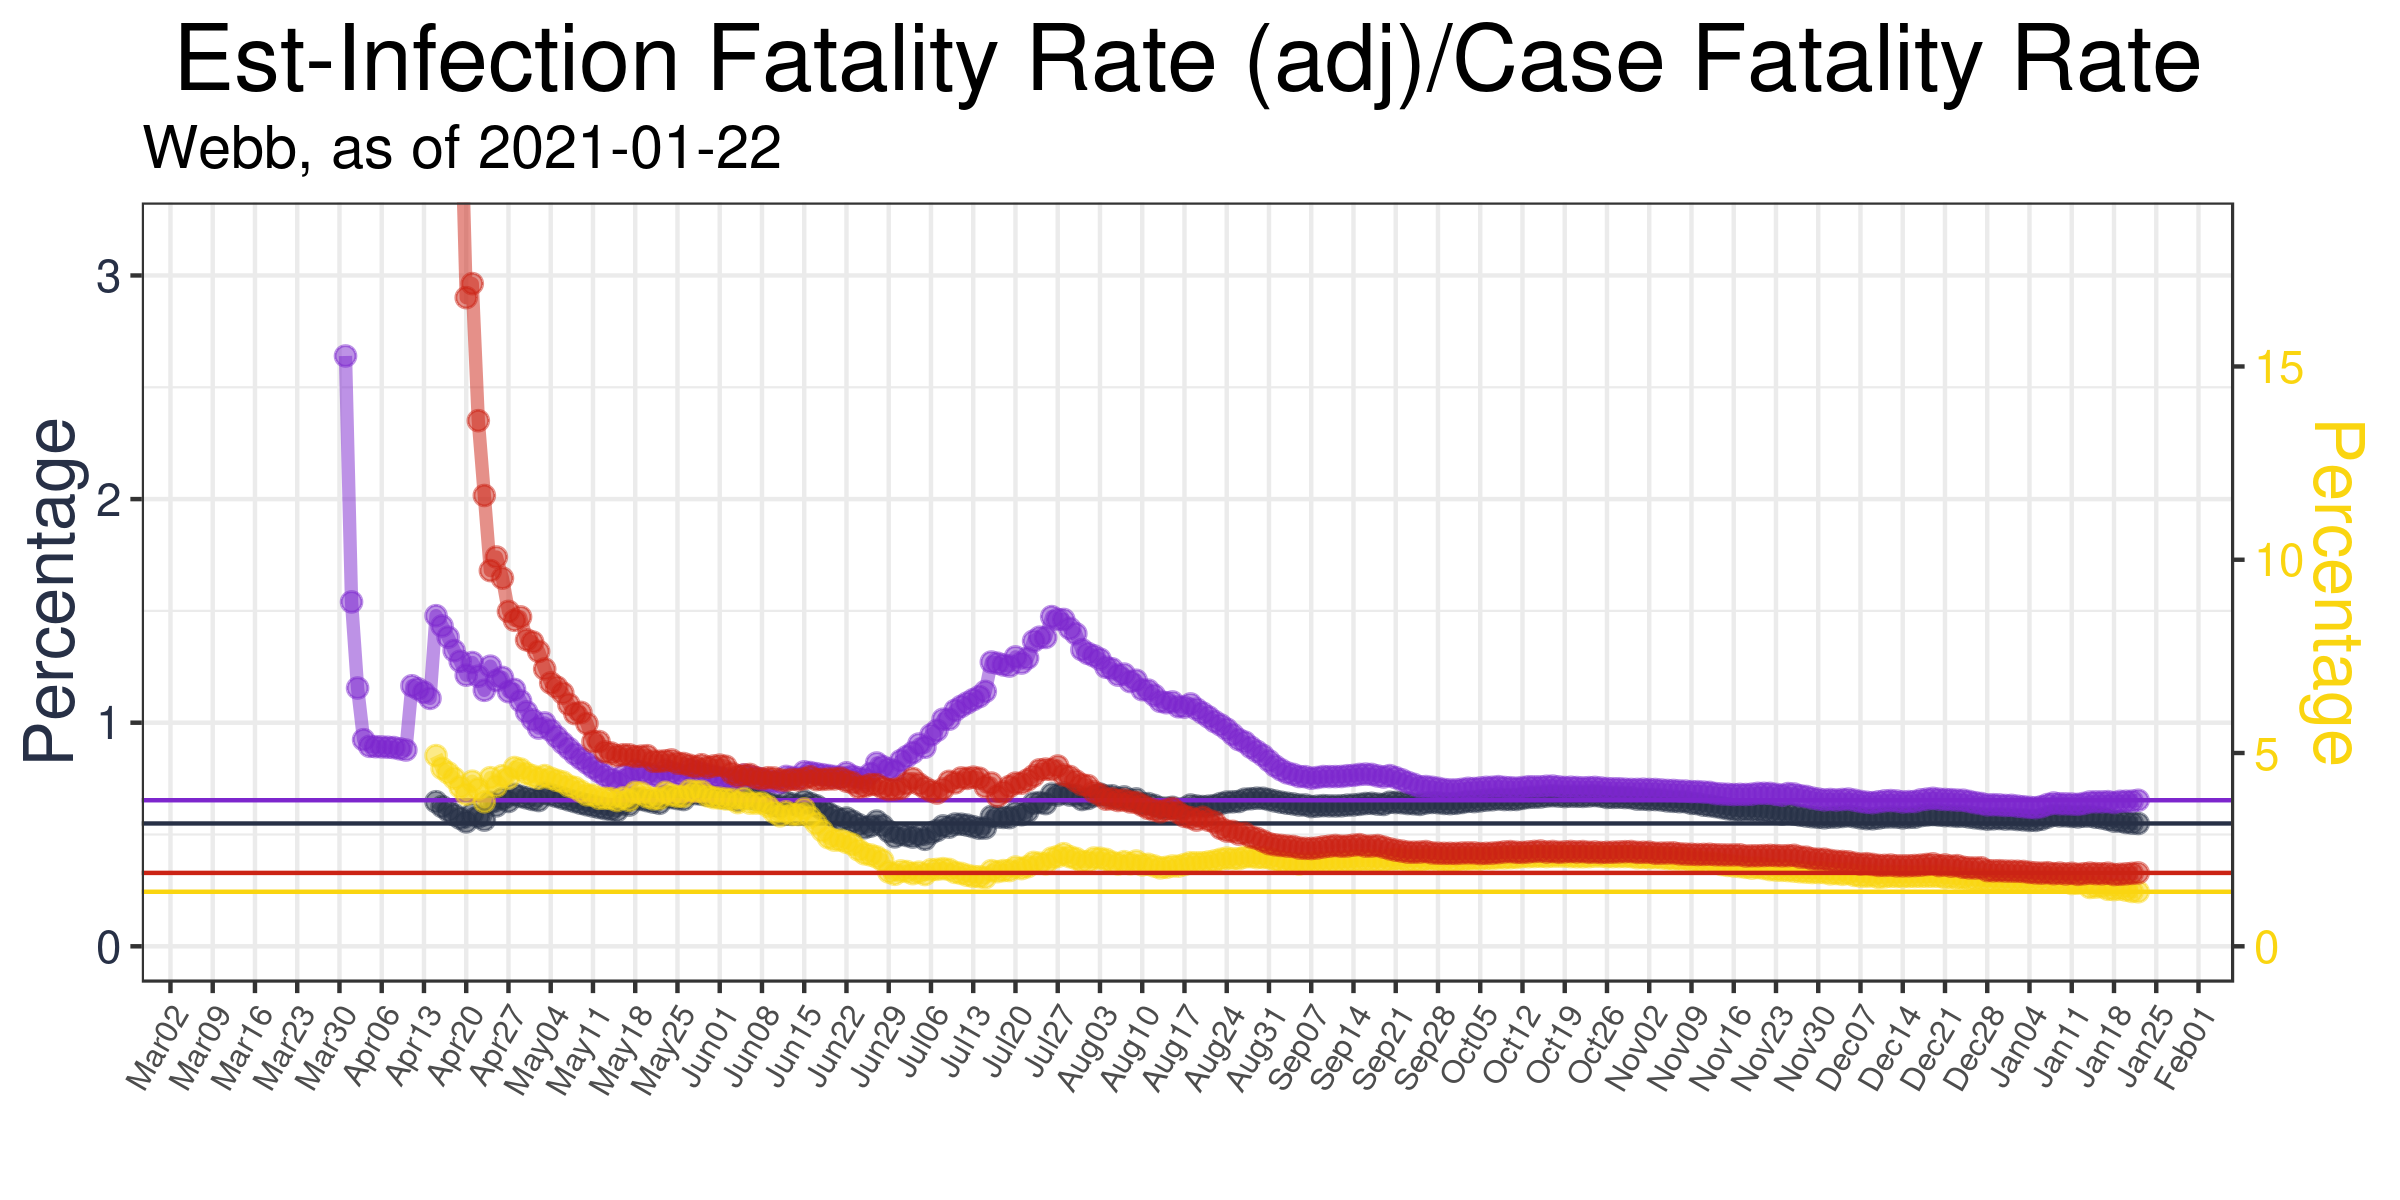 Est-Infection Fatality Rate (adj)/Case Fatality Rate
Webb, as of 2021-01-22
Percentage
3
2
1
0
15
10
5
0
Percentage
Mar02 Mar09 Mar16 Mar23 Mar30 Apr06 Apr13 Apr20 Apr27 May04 May11 May18 May25 Jun01 Jun08 Jun15 Jun22 Jun29 Jul06 Jul13 Jul20 Jul27 Aug03 Aug10 Aug17 Aug24 Aug31 Sep07 Sep14 Sep21 Sep28 Oct05 Oct12 Oct19 Oct26 Nov02 Nov09 Nov16 Nov23 Nov30 Dec07 Dec14 Dec21 Dec28 Jan04 Jan11 Jan18 Jan25 Feb01